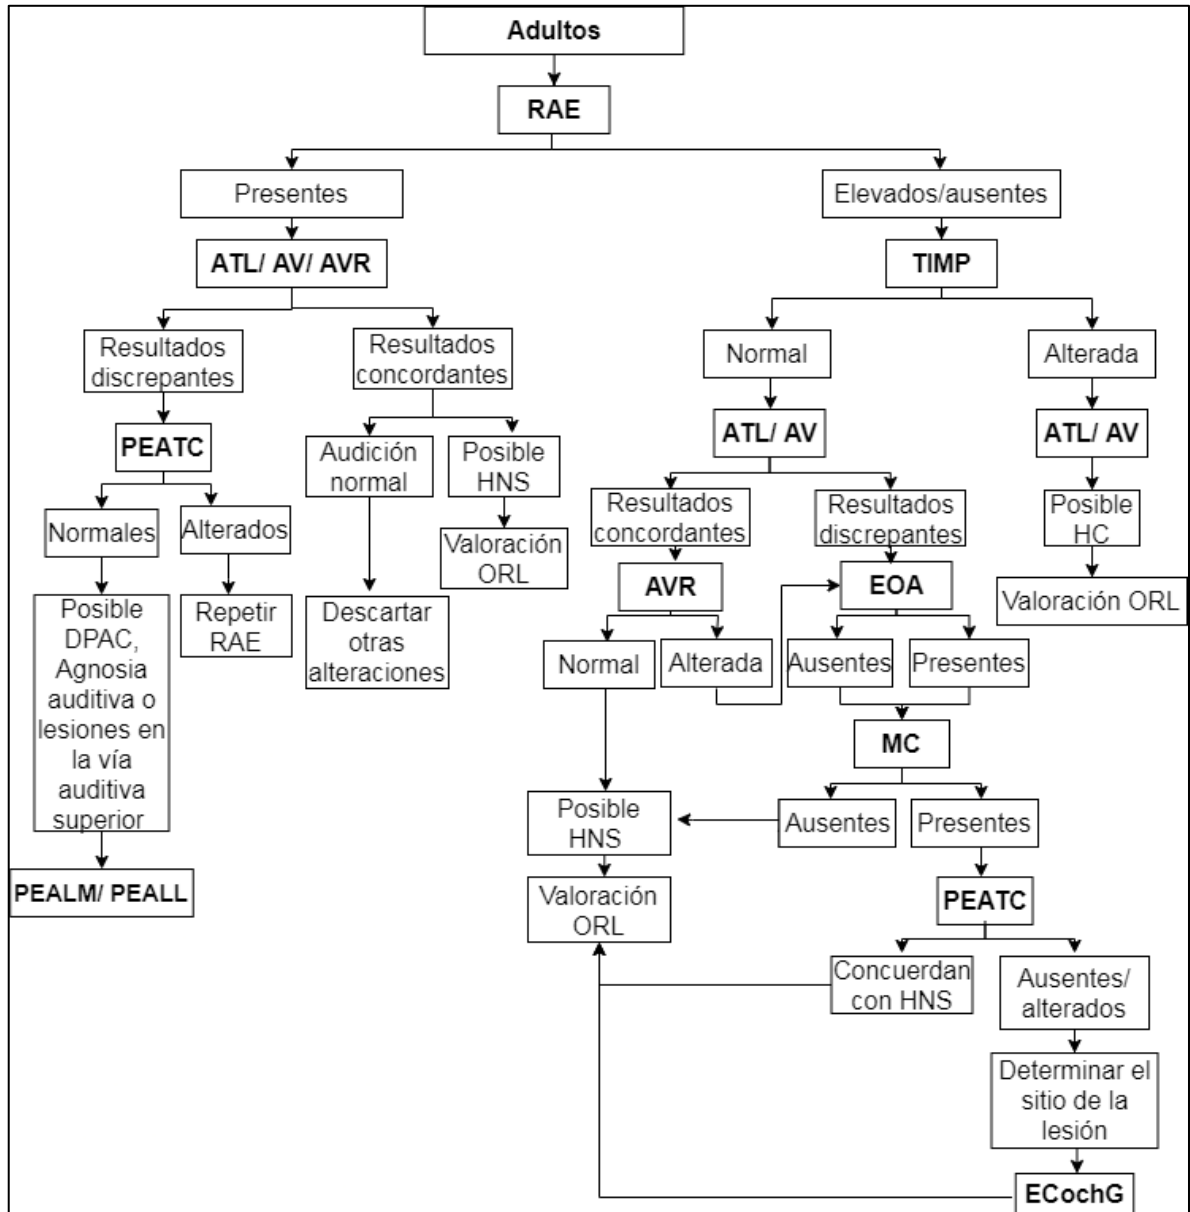 Adultos
RAE
Presentes
Elevados/ausentes
ATL/ AV/ AVR
TIMP
Resultados
discrepantes
Resultados
concordantes
Normal
Alterada
PEATC
Audición
normal
Posible
HNS
ATL/ AV
ATL/ AV
Normales
Alterados
Valoración
ORL
Resultados
concordantes
Resultados
discrepantes
Posible
HC
Posible
DPAC,
Agnosia
auditiva o
lesiones en
la vía
auditiva
superior
Repetir
RAE
Descartar
otras
alteraciones
AVR
EOA
Valoración ORL
Normal
Alterada
Ausentes
Presentes
MC
Posible
HNS
Ausentes
Presentes
PEALM/ PEALL
Valoración
ORL
PEATC
Concuerdan
con HNS
Ausentes/
alterados
Determinar el
sitio de la
lesión
ECochG